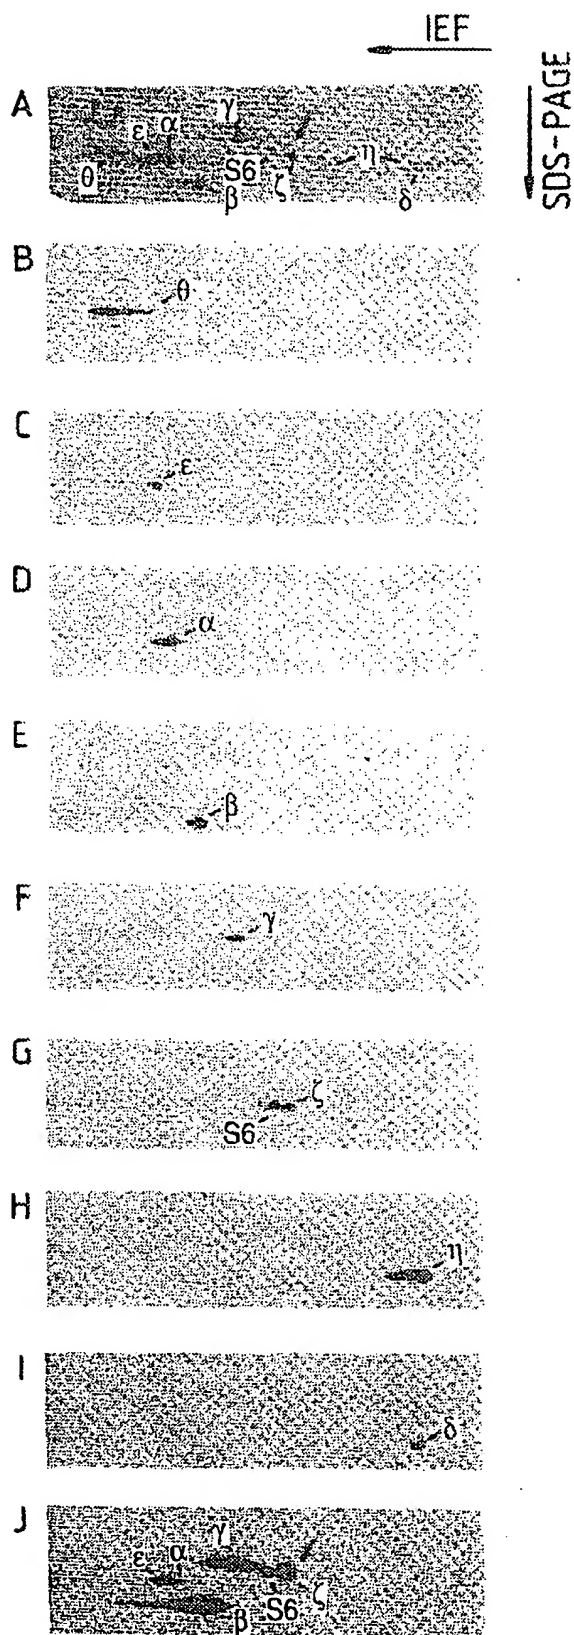 IEF
SDS-PAGE
A
γ
ε α
θ S6 η
β ζ δ
B
θ
C
ε
D
α
E
β
F
γ
G
ζ
S6
H
η
I
δ
J
γ
ε α
ζ
β S6